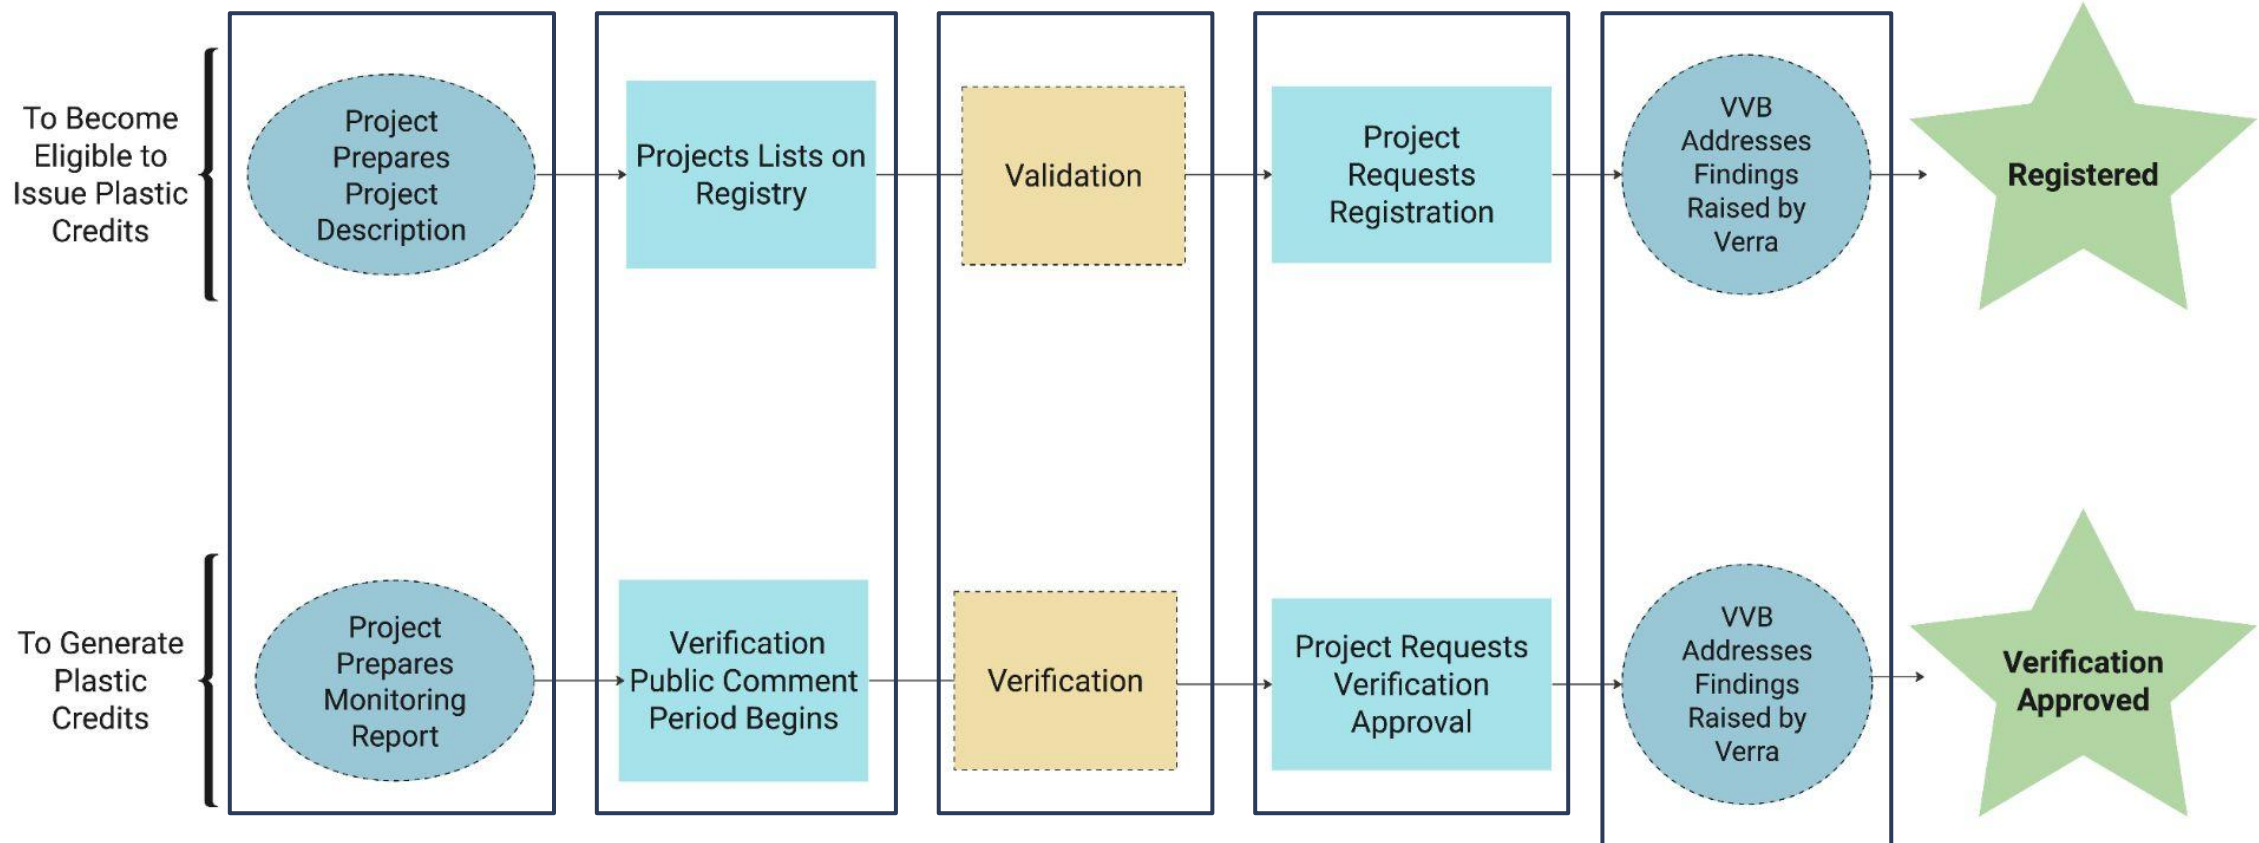 To Become
Eligible to
Issue Plastic
Credits
Project
Prepares
Project
Description
Projects Lists on
Registry
Validation
Project
Requests
Registration
VVB
Addresses
Findings
Raised by
Verra
Registered
To Generate
Plastic
Credits
Project
Prepares
Monitoring
Report
Verification
Public Comment
Period Begins
Verification
Project Requests
Verification
Approval
VVB
Addresses
Findings
Raised by
Verra
Verification
Approved